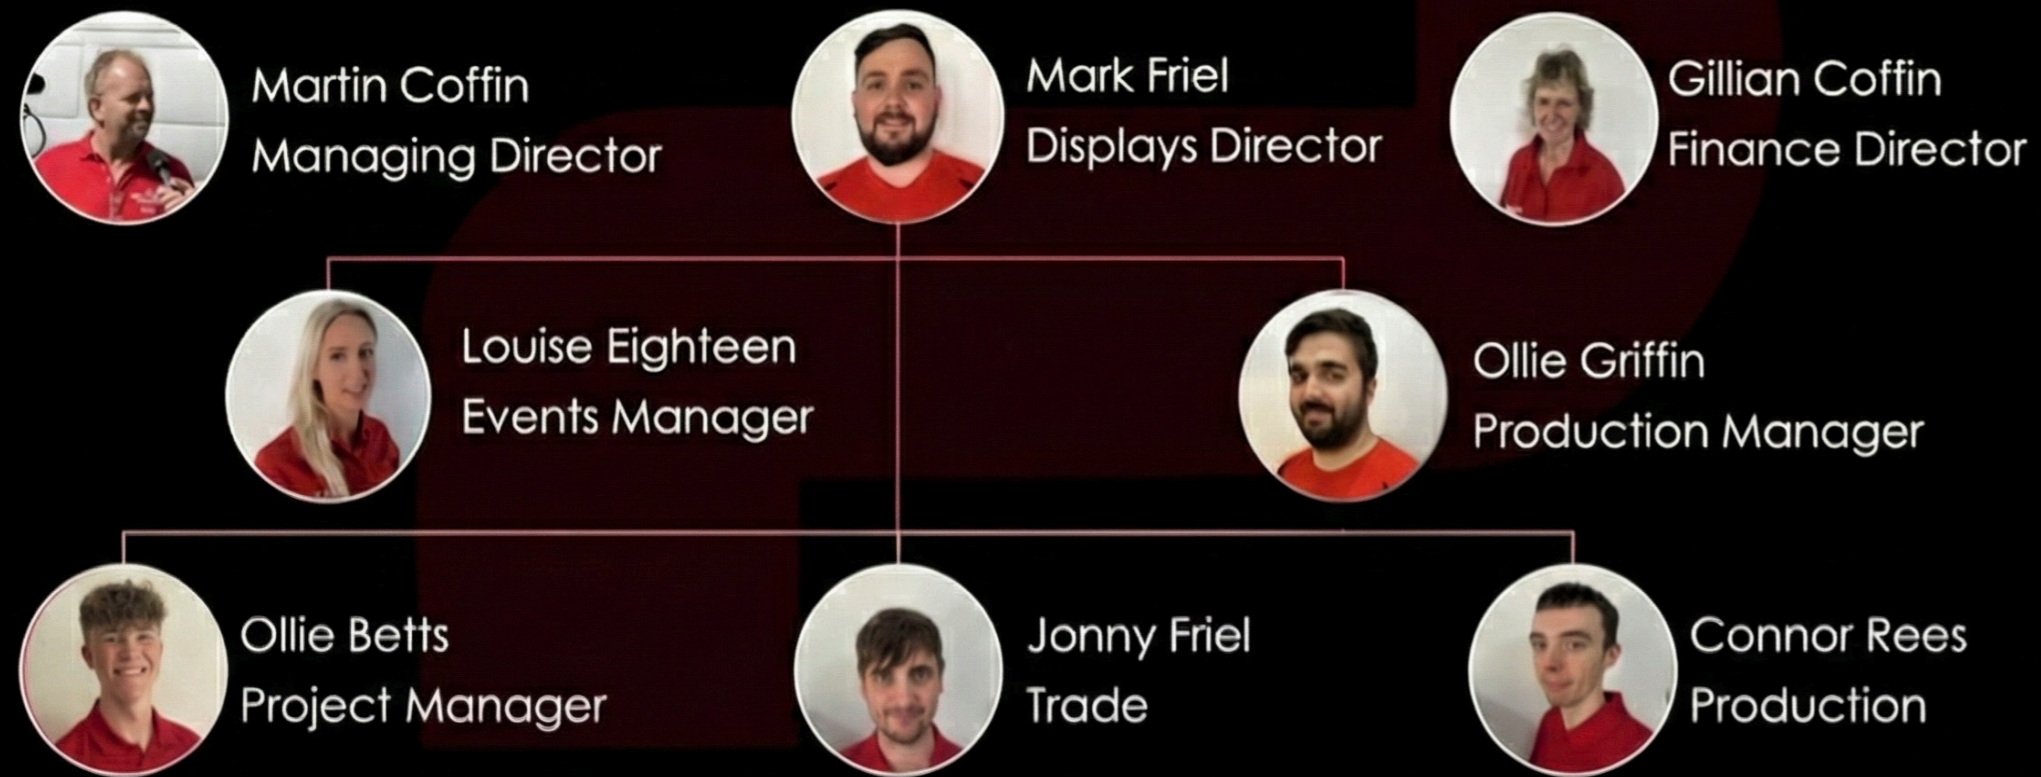 Martin Coffin
Managing Director
Mark Friel
Displays Director
Gillian Coffin
Finance Director
Louise Eighteen
Events Manager
Ollie Griffin
Production Manager
Ollie Betts
Project Manager
Jonny Friel
Trade
Connor Rees
Production